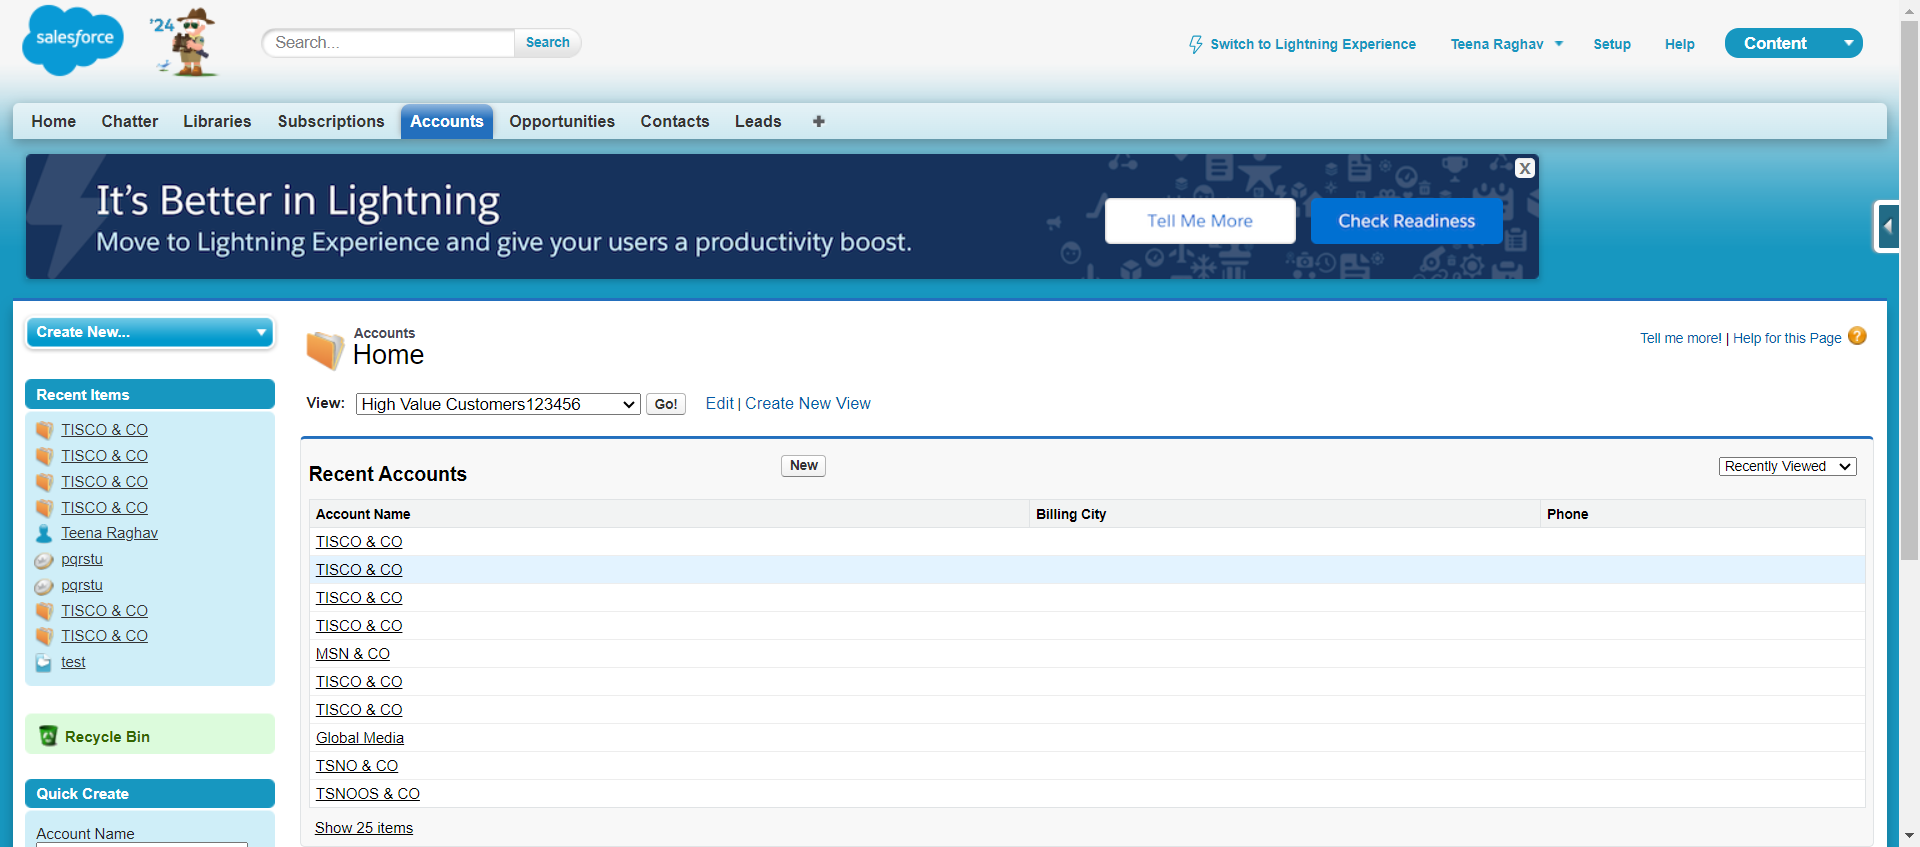 salesforce
'24
Search...
Search
Switch to Lightning Experience
Teena Raghav
Setup
Help
Content
Home
Chatter
Libraries
Subscriptions
Accounts
Opportunities
Contacts
Leads
+
It's Better in Lightning
Move to Lightning Experience and give your users a productivity boost.
Tell Me More
Check Readiness
X
Create New...
Recent Items
TISCO & CO
TISCO & CO
TISCO & CO
TISCO & CO
Teena Raghav
pqrstu
pqrstu
TISCO & CO
TISCO & CO
test
Recycle Bin
Quick Create
Account Name
Accounts
Home
Tell me more! | Help for this Page
?
View: High Value Customers123456 Go! Edit | Create New View
Recent Accounts
New
Recently Viewed
Account Name Billing City Phone
TISCO & CO
TISCO & CO
TISCO & CO
TISCO & CO
MSN & CO
TISCO & CO
TISCO & CO
Global Media
TSNO & CO
TSNOOS & CO
Show 25 items